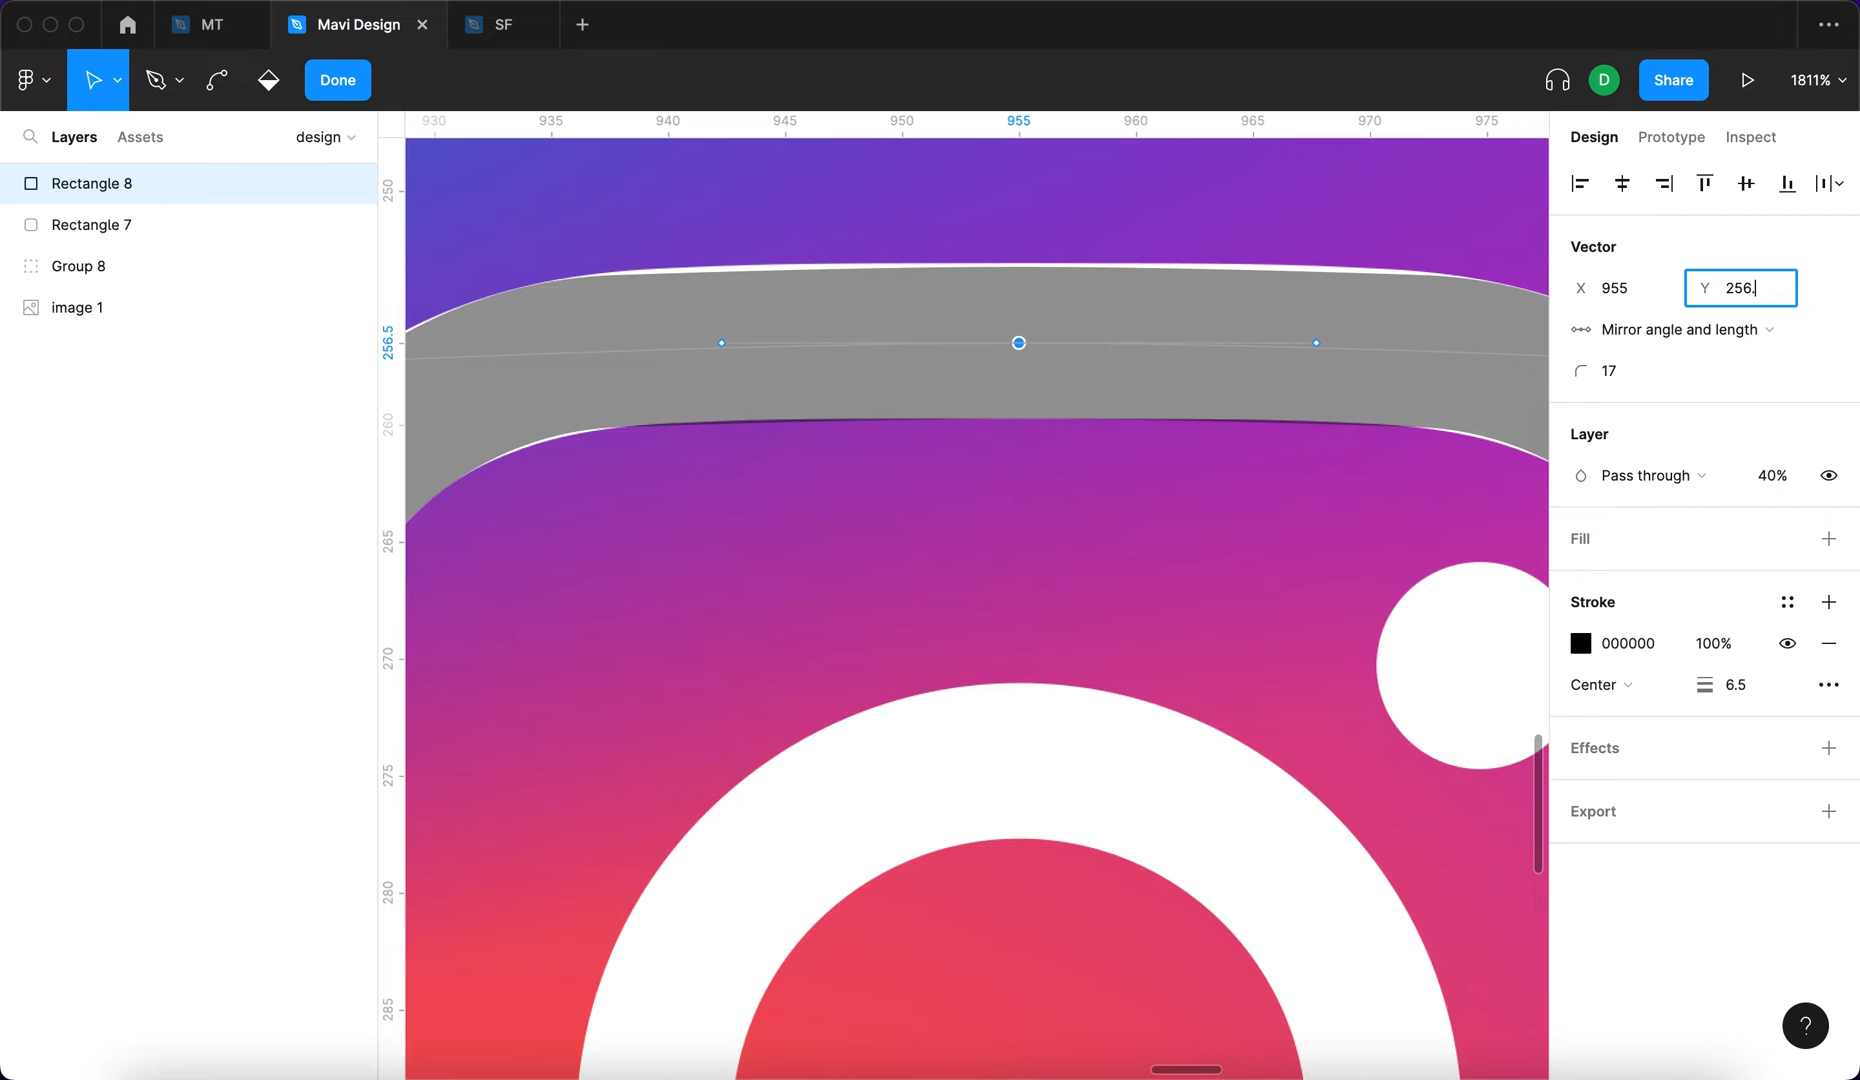 MT
Mavi Design
SF
Done
D
Share
1811%
Layers
Assets
design
Rectangle 8
Rectangle 7
Group 8
image 1
930
935
940
945
950
955
960
965
970
975
250
256.5
260
265
270
275
280
285
Design
Prototype
Inspect
Vector
X 955
Y 256.
Mirror angle and length
17
Layer
Pass through
40%
Fill
Stroke
000000
100%
Center
6.5
Effects
Export
?